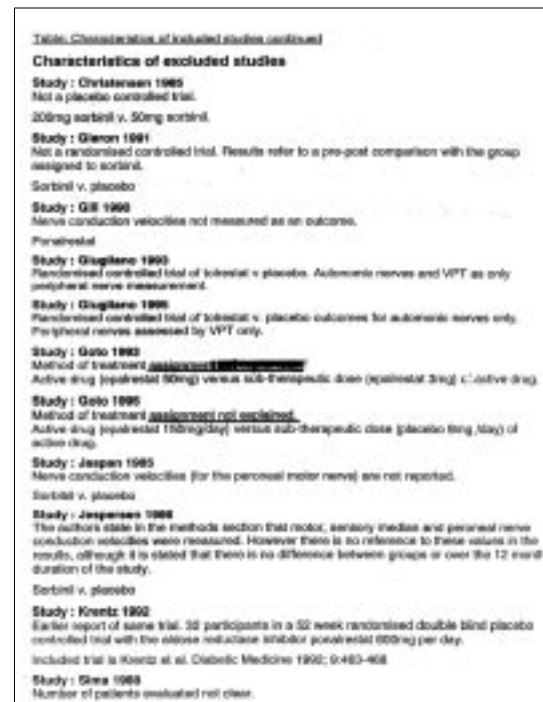 Table: Characteristics of included studies continued
Characteristics of excluded studies
Study : Christensen 1985
Not a placebo controlled trial.
200mg sorbinil v. 50mg sorbinil.
Study : Gieron 1991
Not a randomised controlled trial. Results refer to a pre-post comparison with the group
assigned to sorbinil.
Sorbinil v. placebo
Study : Gill 1990
Nerve conduction velocities not measured as an outcome.
Ponalrestat
Study : Giugliano 1993
Randomised controlled trial of tolrestat v placebo. Autonomic nerves and VPT as only
peripheral nerve measurement.
Study : Giugliano 1995
Randomised controlled trial of tolrestat v. placebo outcomes for autonomic nerves only.
Peripheral nerves assessed by VPT only.
Study : Goto 1993
Method of treatment assignment
Active drug (epalrestat 50mg) versus sub-therapeutic dose (epalrestat 3mg) active drug.
Study : Goto 1995
Method of treatment assignment not explained.
Active drug (epalrestat 150mg/day) versus sub-therapeutic dose (placebo /day) of
active drug.
Study : Jaspan 1985
Nerve conduction velocities (for the peroneal motor nerve) are not reported.
Sorbinil v. placebo
Study : Jespersen 1986
The authors state in the methods section that motor, sensory median and peroneal nerve
conduction velocities were measured. However there is no reference to these values in the
results, although it is stated that there is no difference between groups or over the 12 month
duration of the study.
Sorbinil v. placebo
Study : Krentz 1992
Earlier report of same trial. 32 participants in a 52 week randomised double blind placebo
controlled trial with the aldose reductase inhibitor ponalrestat 600mg per day.
Included trial is Krentz et al. Diabetic Medicine 1992; 9:463-468
Study : Sima 1988
Number of patients evaluated not clear.